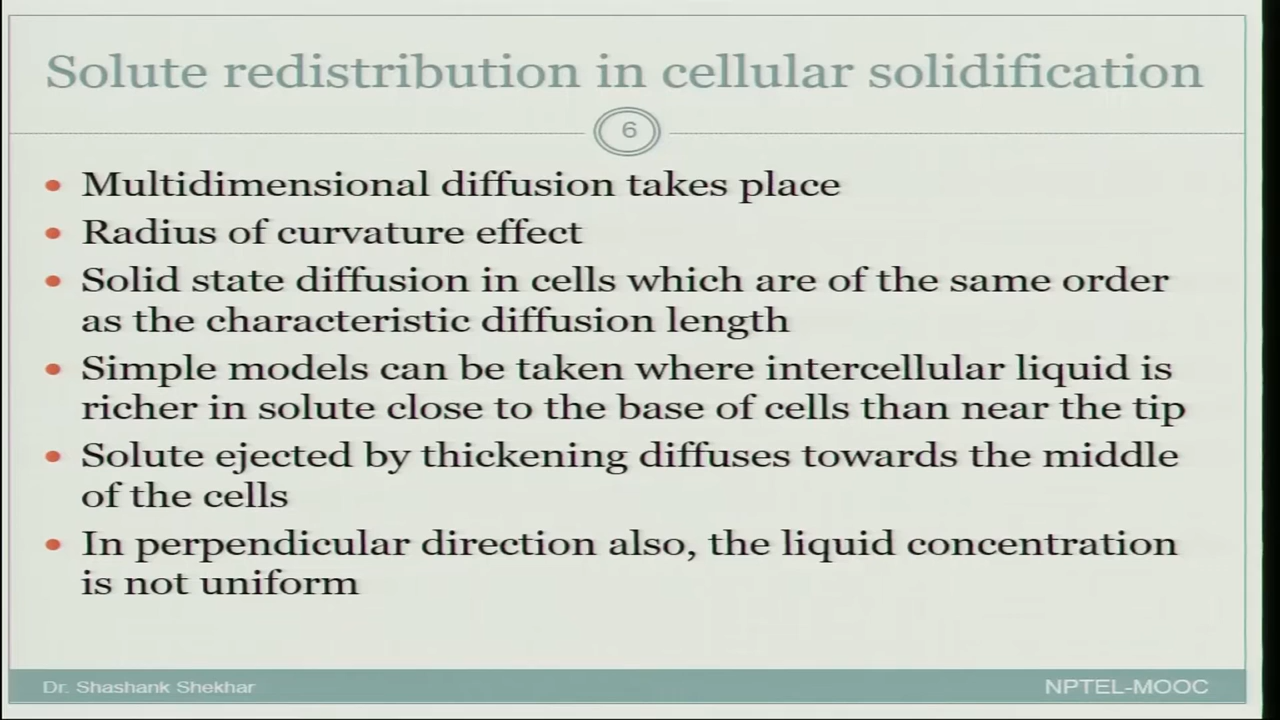 Solute redistribution in cellular solidification
6
• Multidimensional diffusion takes place
• Radius of curvature effect
• Solid state diffusion in cells which are of the same order
as the characteristic diffusion length
• Simple models can be taken where intercellular liquid is
richer in solute close to the base of cells than near the tip
• Solute ejected by thickening diffuses towards the middle
of the cells
• In perpendicular direction also, the liquid concentration
is not uniform
Dr. Shashank Shekhar
NPTEL-MOOC